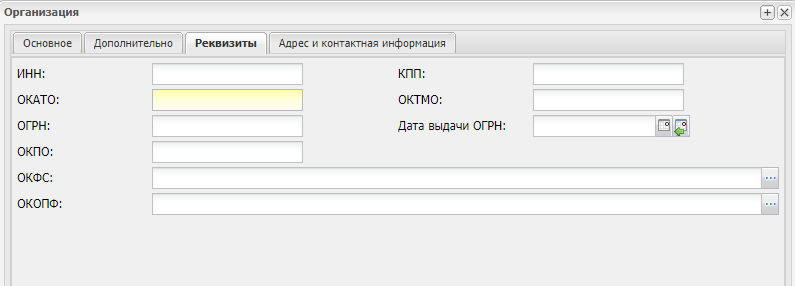 Организация
Основное Дополнительно Реквизиты Адрес и контактная информация
ИНН: КПП:
ОКАТО: ОКТМО:
ОГРН: Дата выдачи ОГРН:
ОКПО:
ОКФС: ...
ОКОПФ: ...